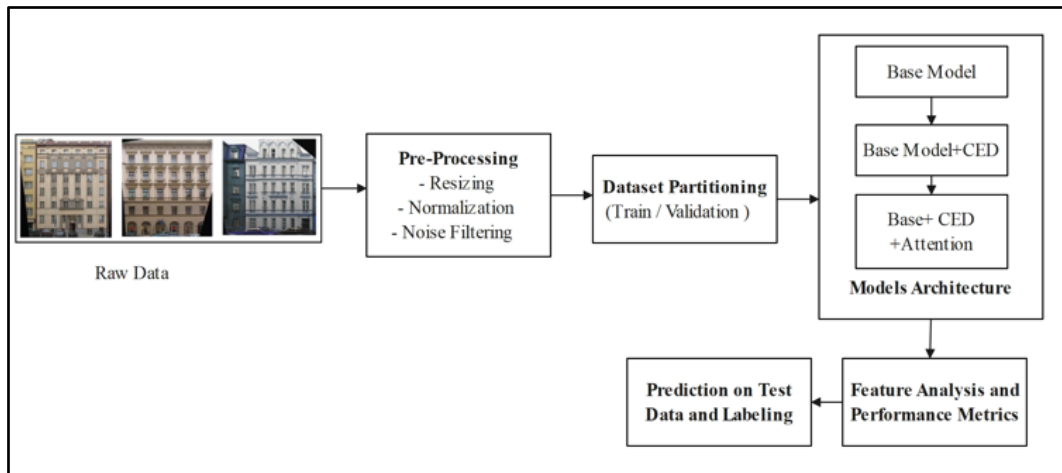 Raw Data
Pre-Processing
- Resizing
- Normalization
- Noise Filtering
Dataset Partitioning
(Train / Validation )
Base Model
Base Model+CED
Base+ CED
+Attention
Models Architecture
Feature Analysis and
Performance Metrics
Prediction on Test
Data and Labeling